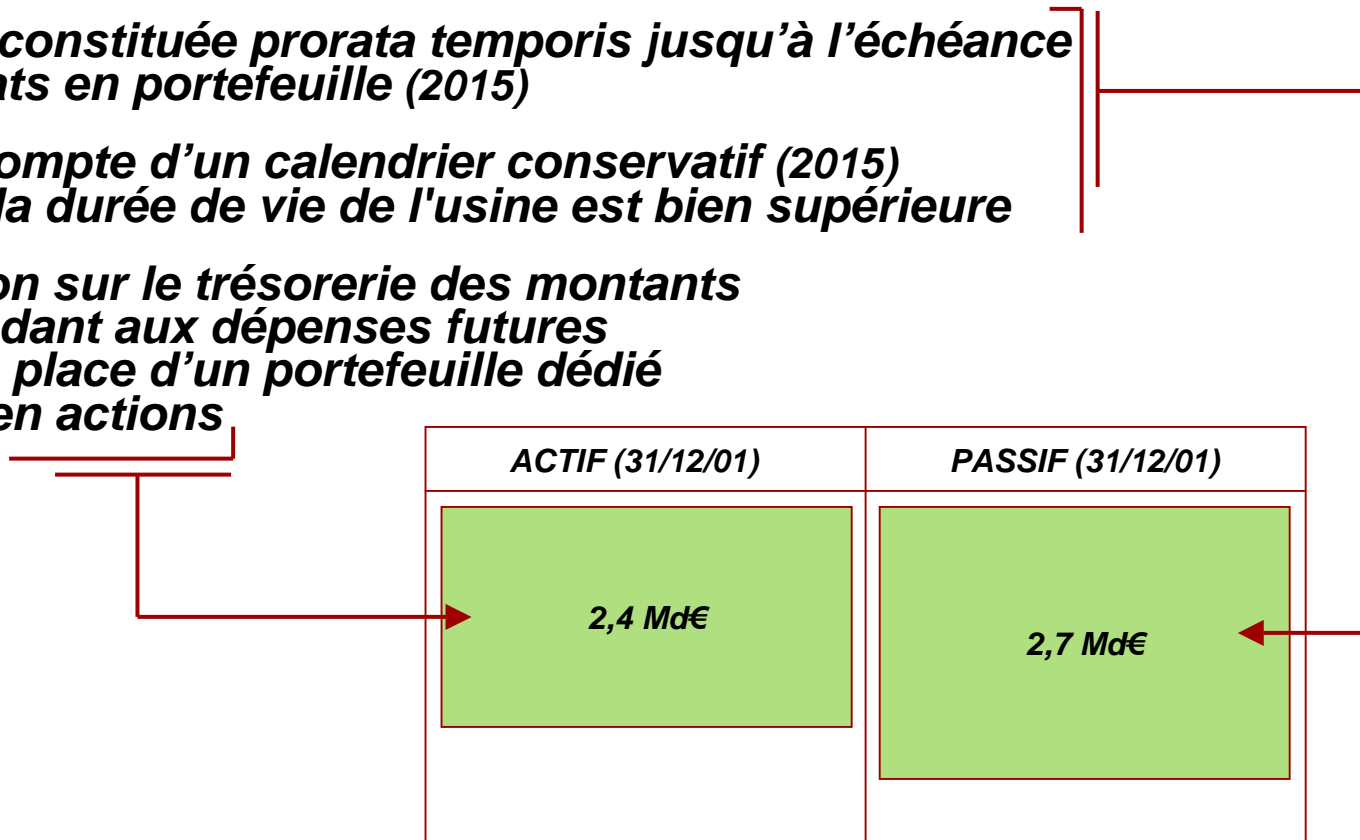 constituée prorata temporis jusqu’à l’échéance
ats en portefeuille (2015)
ompte d’un calendrier conservatif (2015)
la durée de vie de l'usine est bien supérieure
on sur le trésorerie des montants
dant aux dépenses futures
place d’un portefeuille dédié
en actions
ACTIF (31/12/01) PASSIF (31/12/01)
2,4 Md€
2,7 Md€